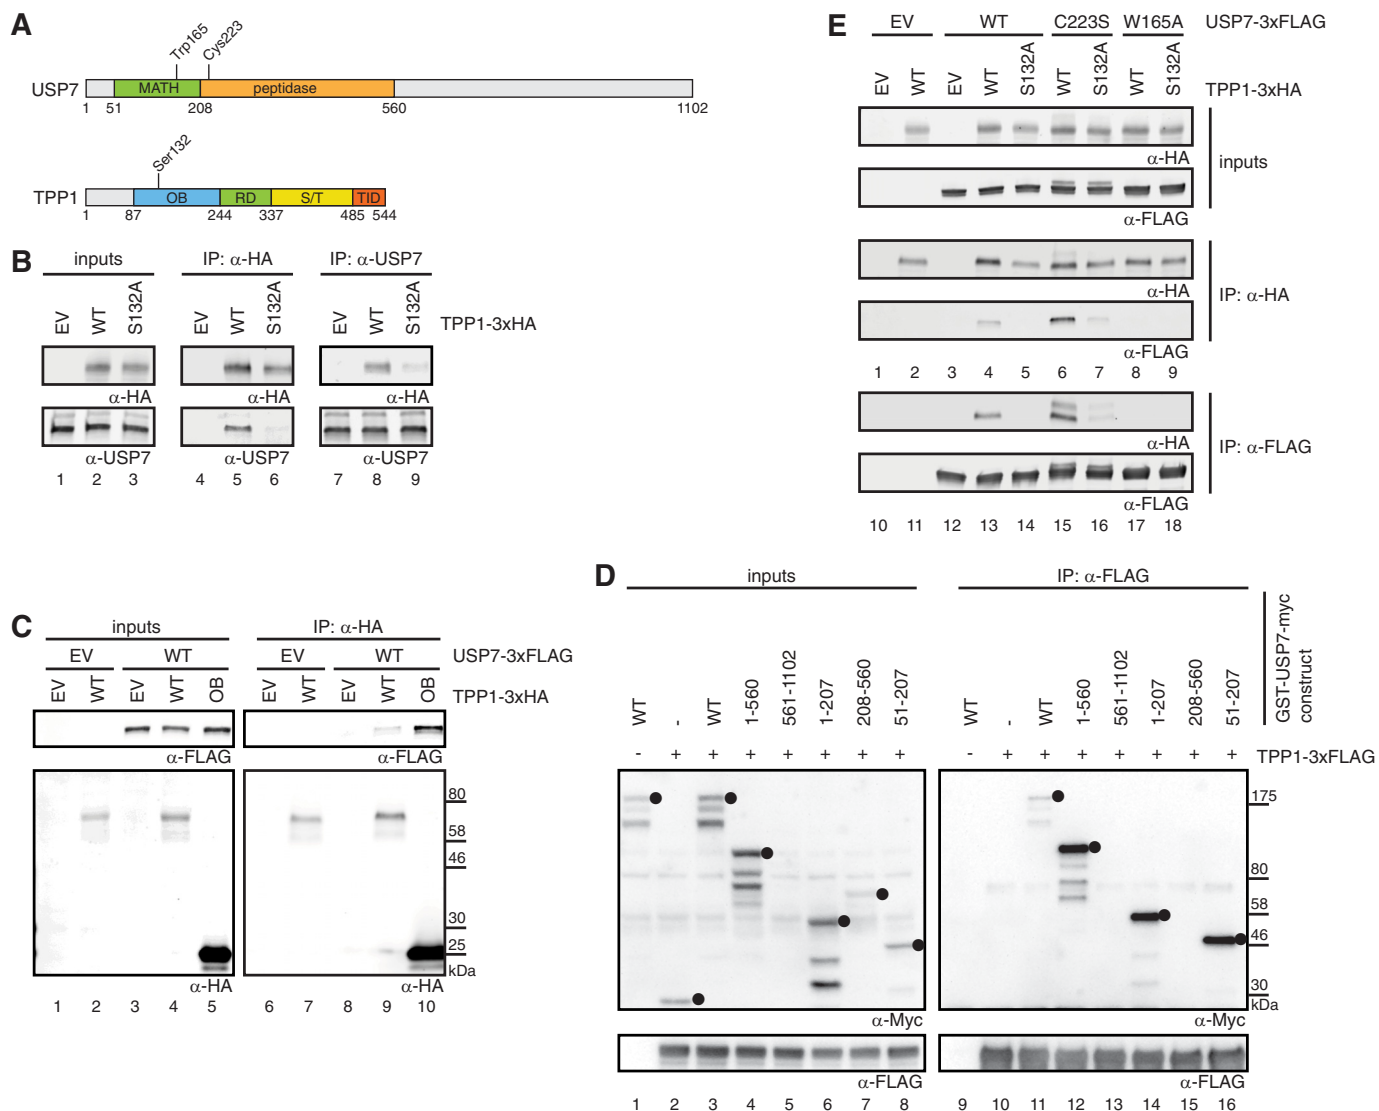 A
Trp165
Cys223
USP7
MATH
peptidase
1 51 208 560 1102
Ser132
TPP1
OB RD S/T TID
1 87 244 337 485 544
B
inputs IP: α-HA IP: α-USP7
EV WT S132A EV WT S132A EV WT S132A TPP1-3xHA
α-HA α-HA α-HA
α-USP7 α-USP7 α-USP7
1 2 3 4 5 6 7 8 9
C
inputs IP: α-HA
EV WT EV WT USP7-3xFLAG
EV WT EV WT OB EV WT EV WT OB TPP1-3xHA
α-FLAG α-FLAG
80
58
46
30
25
kDa
α-HA α-HA
1 2 3 4 5 6 7 8 9 10
E
EV WT C223S W165A USP7-3xFLAG
EV WT EV WT S132A WT S132A WT S132A TPP1-3xHA
α-HA
inputs
α-FLAG
α-HA
IP: α-HA
α-FLAG
1 2 3 4 5 6 7 8 9
α-HA
IP: α-FLAG
α-FLAG
10 11 12 13 14 15 16 17 18
D
inputs IP: α-FLAG
WT - WT 1-560 561-1102 1-207 208-560 51-207 WT - WT 1-560 561-1102 1-207 208-560 51-207
GST-USP7-myc
construct
- + + + + + + + - + + + + + + + TPP1-3xFLAG
175
80
58
46
30
kDa
α-Myc α-Myc
α-FLAG α-FLAG
1 2 3 4 5 6 7 8 9 10 11 12 13 14 15 16